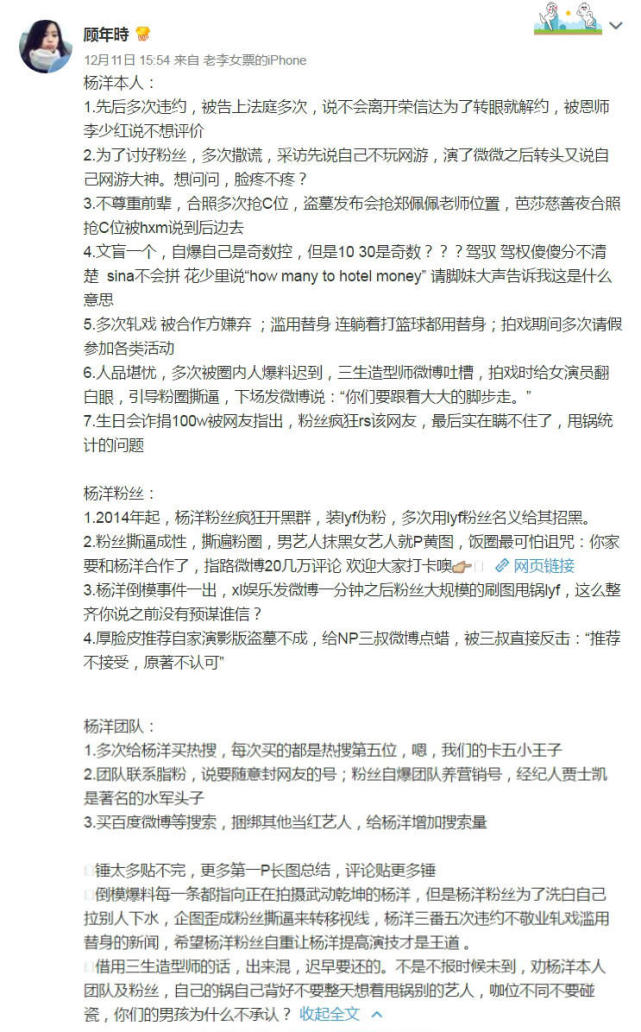 顾年時
12月11日 15:54 来自 老李女票的iPhone
杨洋本人：
1.先后多次违约，被告上法庭多次，说不会离开荣信达为了转眼就解约，被恩师
李少红说不想评价
2.为了讨好粉丝，多次撒谎，采访先说自己不玩网游，演了微微之后转头又说自
己网游大神。想问问，脸疼不疼？
3.不尊重前辈，合照多次抢C位，盗墓发布会抢郑佩佩老师位置，芭莎慈善夜合照
抢C位被hxm说到后边去
4.文盲一个，自爆自己是奇数控，但是10 30是奇数？？？驾驭 驾权傻傻分不清
楚 sina不会拼 花少里说“how many to hotel money” 请脚妹大声告诉我这是什么
意思
5.多次轧戏 被合作方嫌弃 ；滥用替身 连躺着打篮球都用替身；拍戏期间多次请假
参加各类活动
6.人品堪忧，多次被圈内人爆料迟到，三生造型师微博吐槽，拍戏时给女演员翻
白眼，引导粉圈撕逼，下场发微博说：“你们要跟着大大的脚步走。”
7.生日会诈捐100w被网友指出，粉丝疯狂rs该网友，最后实在瞒不住了，甩锅统
计的问题
杨洋粉丝：
1.2014年起，杨洋粉丝疯狂开黑群，装lyf伪粉，多次用lyf粉丝名义给其招黑。
2.粉丝撕逼成性，撕遍粉圈，男艺人抹黑女艺人就P黄图，饭圈最可怕诅咒：你家
要和杨洋合作了，指路微博20几万评论 欢迎大家打卡噢👉 网页链接
3.杨洋倒模事件一出，xl娱乐发微博一分钟之后粉丝大规模的刷图甩锅lyf，这么整
齐你说之前没有预谋谁信？
4.厚脸皮推荐自家演影版盗墓不成，给NP三叔微博点蜡，被三叔直接反击：“推荐
不接受，原著不认可”
杨洋团队：
1.多次给杨洋买热搜，每次买的都是热搜第五位，嗯，我们的卡五小王子
2.团队联系脂粉，说要随意封网友的号；粉丝自爆团队养营销号，经纪人贾士凯
是著名的水军头子
3.买百度微博等搜索，捆绑其他当红艺人，给杨洋增加搜索量
锤太多贴不完，更多第一P长图总结，评论贴更多锤
倒模爆料每一条都指向正在拍摄武动乾坤的杨洋，但是杨洋粉丝为了洗白自己
拉别人下水，企图歪成粉丝撕逼来转移视线，杨洋三番五次违约不敬业轧戏滥用
替身的新闻，希望杨洋粉丝自重让杨洋提高演技才是王道 。
借用三生造型师的话，出来混，迟早要还的。不是不报时候未到，劝杨洋本人
团队及粉丝，自己的锅自己背好不要整天想着甩锅别的艺人，咖位不同不要碰
瓷，你们的男孩为什么不承认？ 收起全文